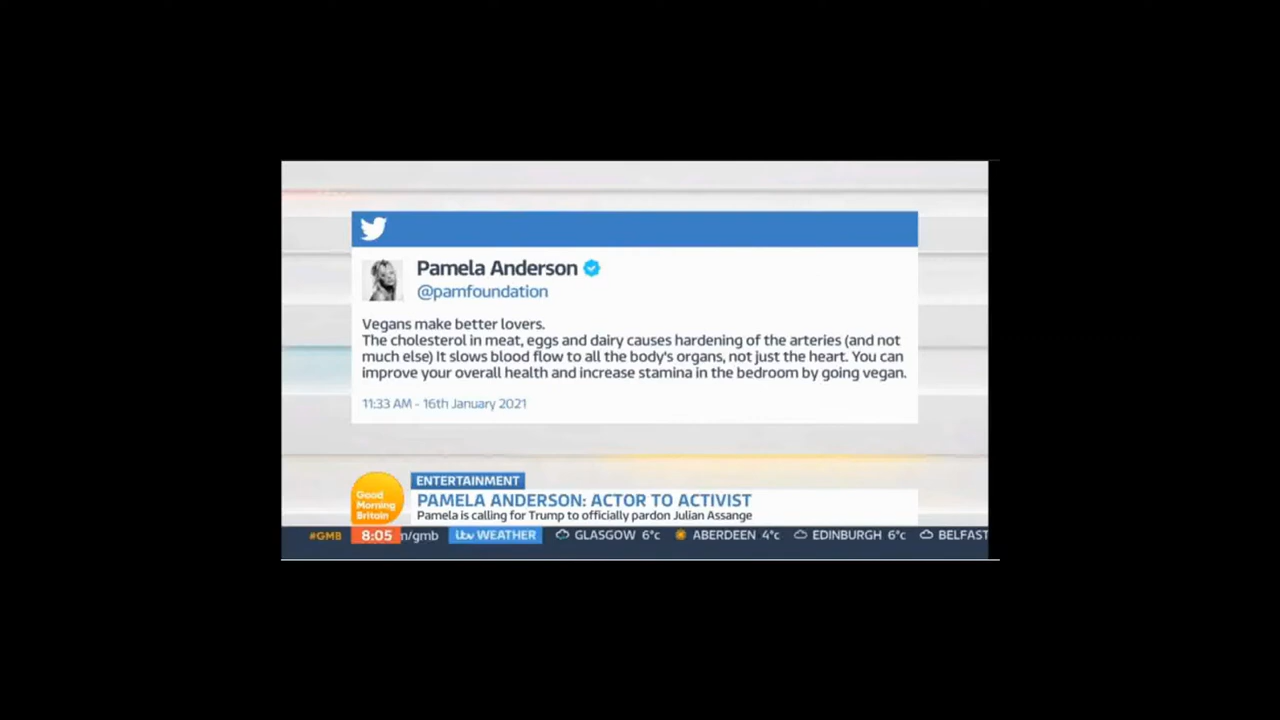 Pamela Anderson
@pamfoundation
Vegans make better lovers.
The cholesterol in meat, eggs and dairy causes hardening of the arteries (and not
much else) It slows blood flow to all the body's organs, not just the heart. You can
improve your overall health and increase stamina in the bedroom by going vegan.
11:33 AM - 16th January 2021
ENTERTAINMENT
Good
Morning
Britain
PAMELA ANDERSON: ACTOR TO ACTIVIST
Pamela is calling for Trump to officially pardon Julian Assange
#GMB 8:05 m/gmb itv WEATHER GLASGOW 6°c ABERDEEN 4°c EDINBURGH 6°c BELFAST